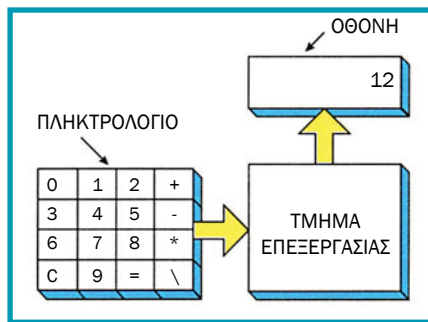 ΟΘΟΝΗ
12
ΠΛΗΚΤΡΟΛΟΓΙΟ
0 1 2 +
3 4 5 -
6 7 8 *
C 9 = \
ΤΜΗΜΑ
ΕΠΕΞΕΡΓΑΣΙΑΣ